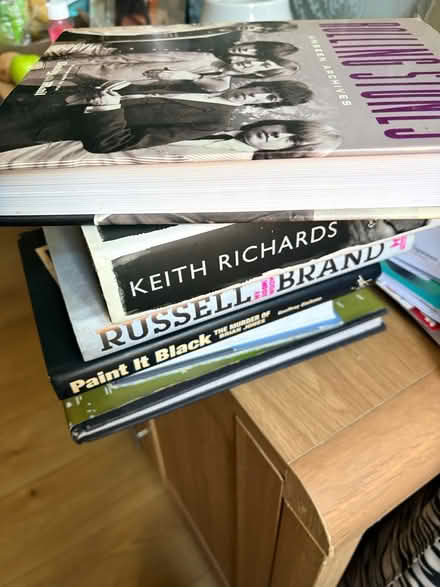 ROLLING STONES
UNSEEN ARCHIVES
KEITH RICHARDS
RUSSELL BRAND
Paint It Black THE MURDER OF
BRIAN JONES Geoffrey Giuliano